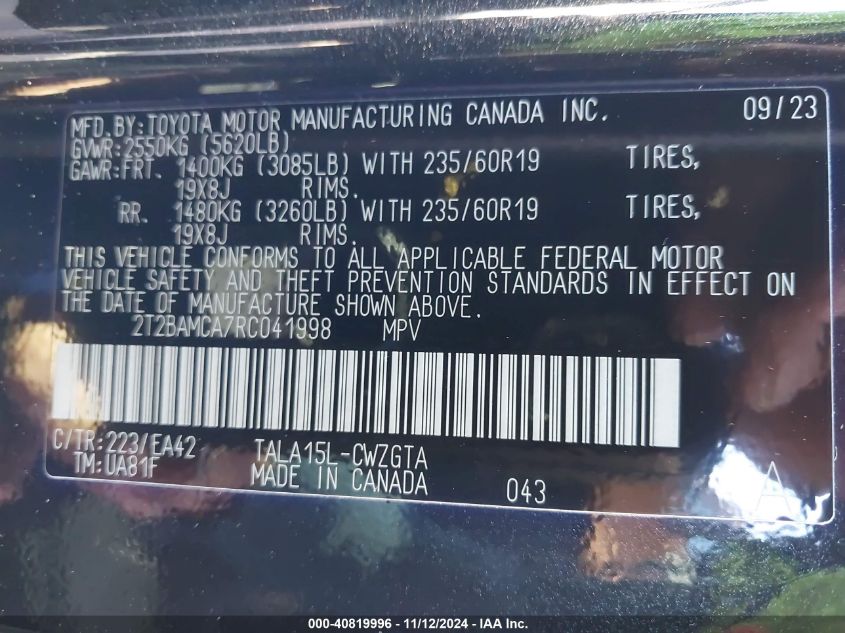 MFD.BY:TOYOTA MOTOR MANUFACTURING CANADA INC. 09/23
GVWR:2550KG (5620LB)
GAWR:FRT. 1400KG (3085LB) WITH 235/60R19 TIRES,
19X8J RIMS.
RR. 1480KG (3260LB) WITH 235/60R19 TIRES,
19X8J RIMS.
THIS VEHICLE CONFORMS TO ALL APPLICABLE FEDERAL MOTOR
VEHICLE SAFETY AND THEFT PREVENTION STANDARDS IN EFFECT ON
THE DATE OF MANUFACTURE SHOWN ABOVE.
2T2BAMCA7RC041998 MPV
C/TR:223/EA42 TALA15L-CWZGTA
TM:UA81F MADE IN CANADA 043 A
000-40819996 - 11/12/2024 - IAA Inc.